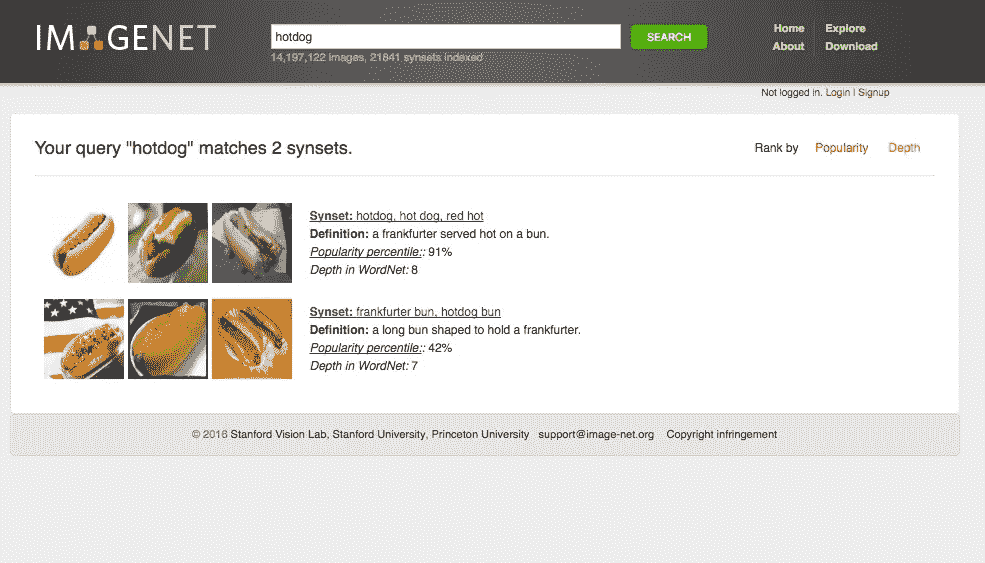 IMAGENET
hotdog
SEARCH
14,197,122 images, 21841 synsets indexed
Home Explore
About Download
Not logged in. Login | Signup
Your query "hotdog" matches 2 synsets.
Rank by Popularity Depth
Synset: hotdog, hot dog, red hot
Definition: a frankfurter served hot on a bun.
Popularity percentile:: 91%
Depth in WordNet: 8
Synset: frankfurter bun, hotdog bun
Definition: a long bun shaped to hold a frankfurter.
Popularity percentile:: 42%
Depth in WordNet: 7
© 2016 Stanford Vision Lab, Stanford University, Princeton University support@image-net.org Copyright infringement